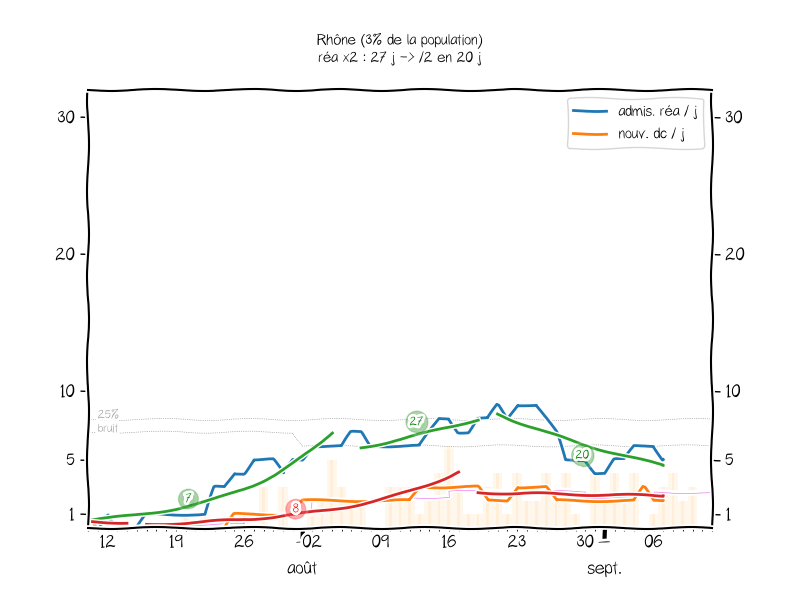 Rhône (3% de la population)
réa x2 : 27 j -> /2 en 20 j
admis. réa / j
nouv. dc / j
30
30
20
20
10
10
25%
bruit
27
20
5
5
7
8
1
1
12 19 26 02 09 16 23 30 06
août sept.